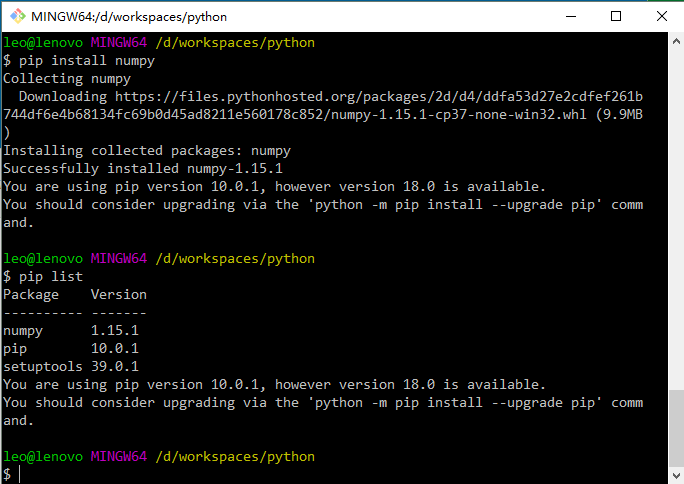 MINGW64:/d/workspaces/python
leo@lenovo MINGW64 /d/workspaces/python
$ pip install numpy
Collecting numpy
  Downloading https://files.pythonhosted.org/packages/2d/d4/ddfa53d27e2cdfef261b
744df6e4b68134fc69b0d45ad8211e560178c852/numpy-1.15.1-cp37-none-win32.whl (9.9MB
)
Installing collected packages: numpy
Successfully installed numpy-1.15.1
You are using pip version 10.0.1, however version 18.0 is available.
You should consider upgrading via the 'python -m pip install --upgrade pip' comm
and.
leo@lenovo MINGW64 /d/workspaces/python
$ pip list
Package    Version
---------- -------
numpy      1.15.1
pip        10.0.1
setuptools 39.0.1
You are using pip version 10.0.1, however version 18.0 is available.
You should consider upgrading via the 'python -m pip install --upgrade pip' comm
and.
leo@lenovo MINGW64 /d/workspaces/python
$